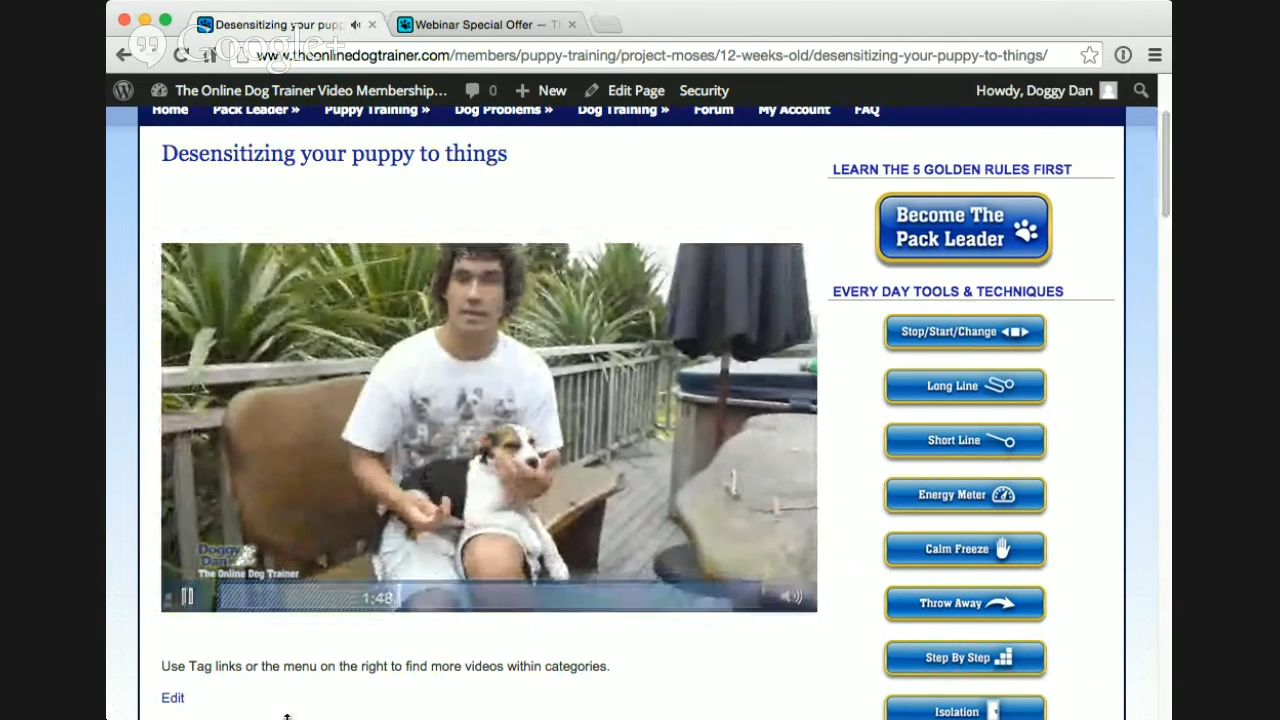 Desensitizing your pup
Webinar Special Offer — T
Google+
www.theonlinedogtrainer.com/members/puppy-training/project-moses/12-weeks-old/desensitizing-your-puppy-to-things/
The Online Dog Trainer Video Membership… 0 New Edit Page Security Howdy, Doggy Dan
Home Pack Leader » Puppy Training » Dog Problems » Dog Training » Forum My Account FAQ
Desensitizing your puppy to things
Doggy
Dan
The Online Dog Trainer
1:48
Use Tag links or the menu on the right to find more videos within categories.
Edit
LEARN THE 5 GOLDEN RULES FIRST
Become The
Pack Leader
EVERY DAY TOOLS & TECHNIQUES
Stop/Start/Change
Long Line
Short Line
Energy Meter
Calm Freeze
Throw Away
Step By Step
Isolation